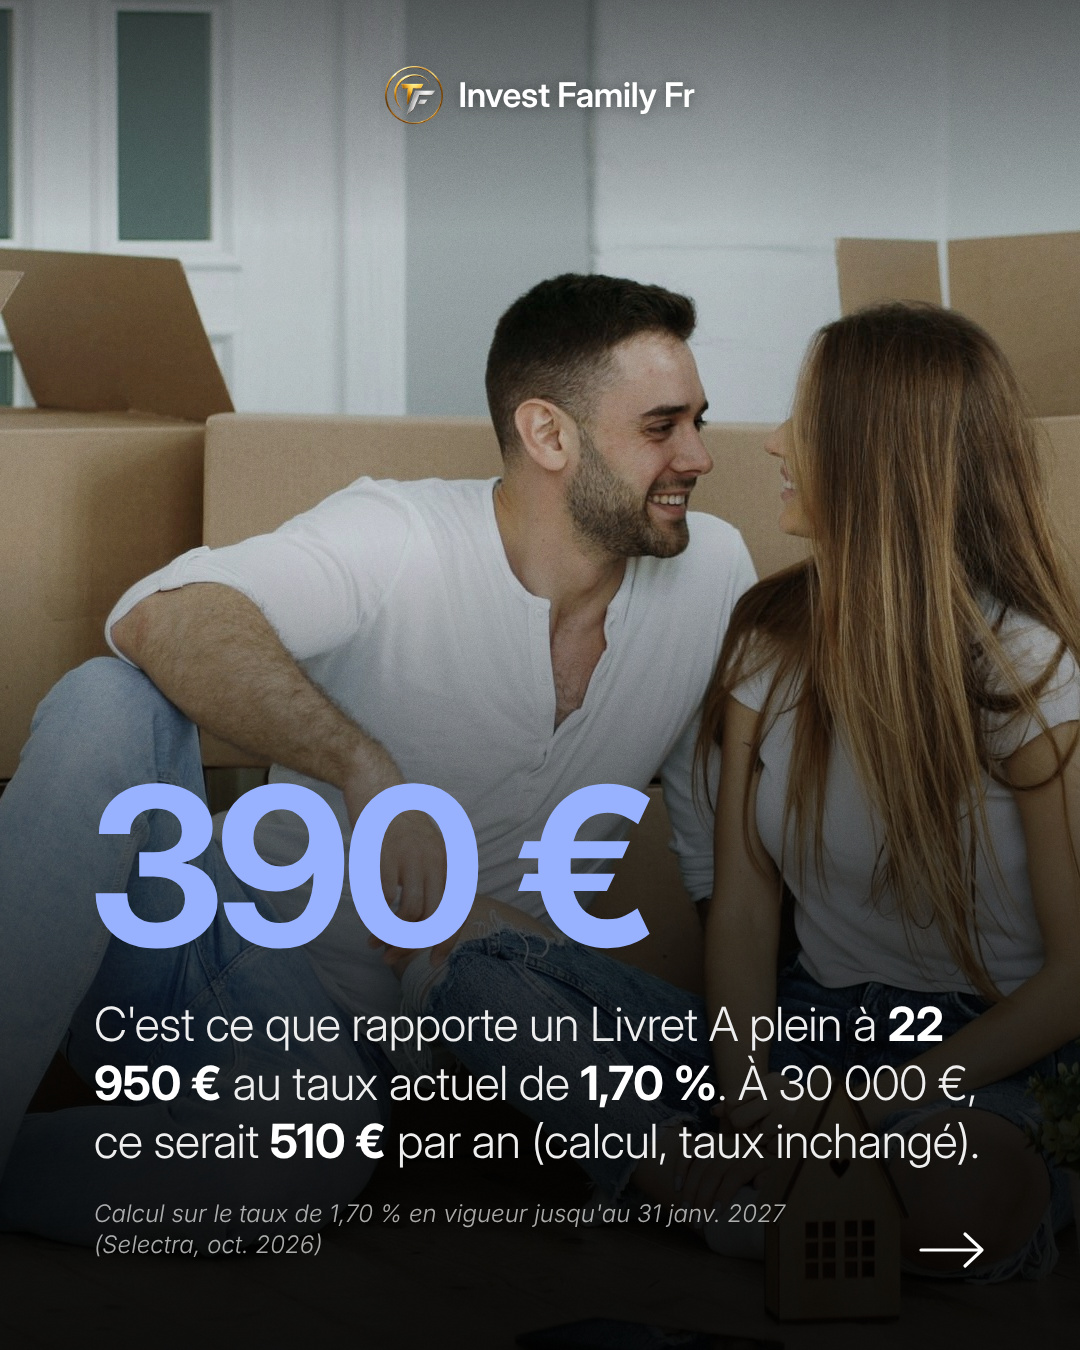 Invest Family Fr
390 €
C'est ce que rapporte un Livret A plein à 22
950 € au taux actuel de 1,70 %. À 30 000 €,
ce serait 510 € par an (calcul, taux inchangé).
Calcul sur le taux de 1,70 % en vigueur jusqu'au 31 janv. 2027
(Selectra, oct. 2026)